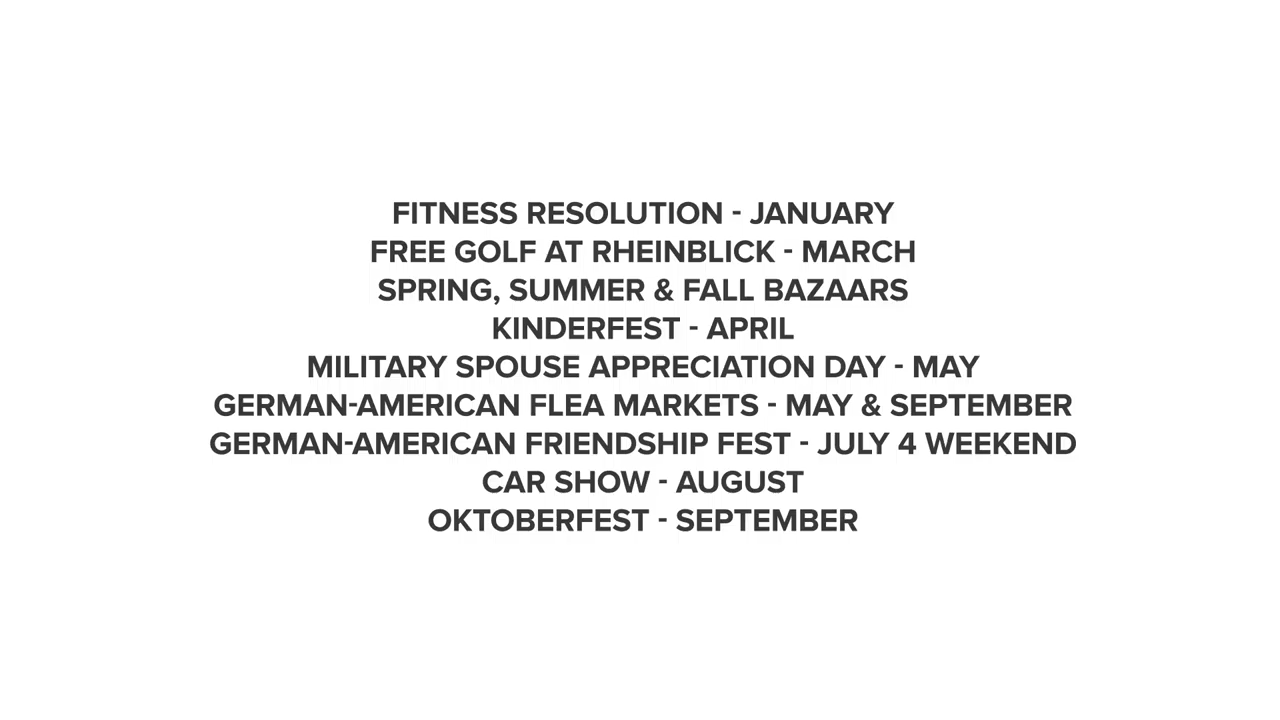 FITNESS RESOLUTION - JANUARY
FREE GOLF AT RHEINBLICK - MARCH
SPRING, SUMMER & FALL BAZAARS
KINDERFEST - APRIL
MILITARY SPOUSE APPRECIATION DAY - MAY
GERMAN-AMERICAN FLEA MARKETS - MAY & SEPTEMBER
GERMAN-AMERICAN FRIENDSHIP FEST - JULY 4 WEEKEND
CAR SHOW - AUGUST
OKTOBERFEST - SEPTEMBER